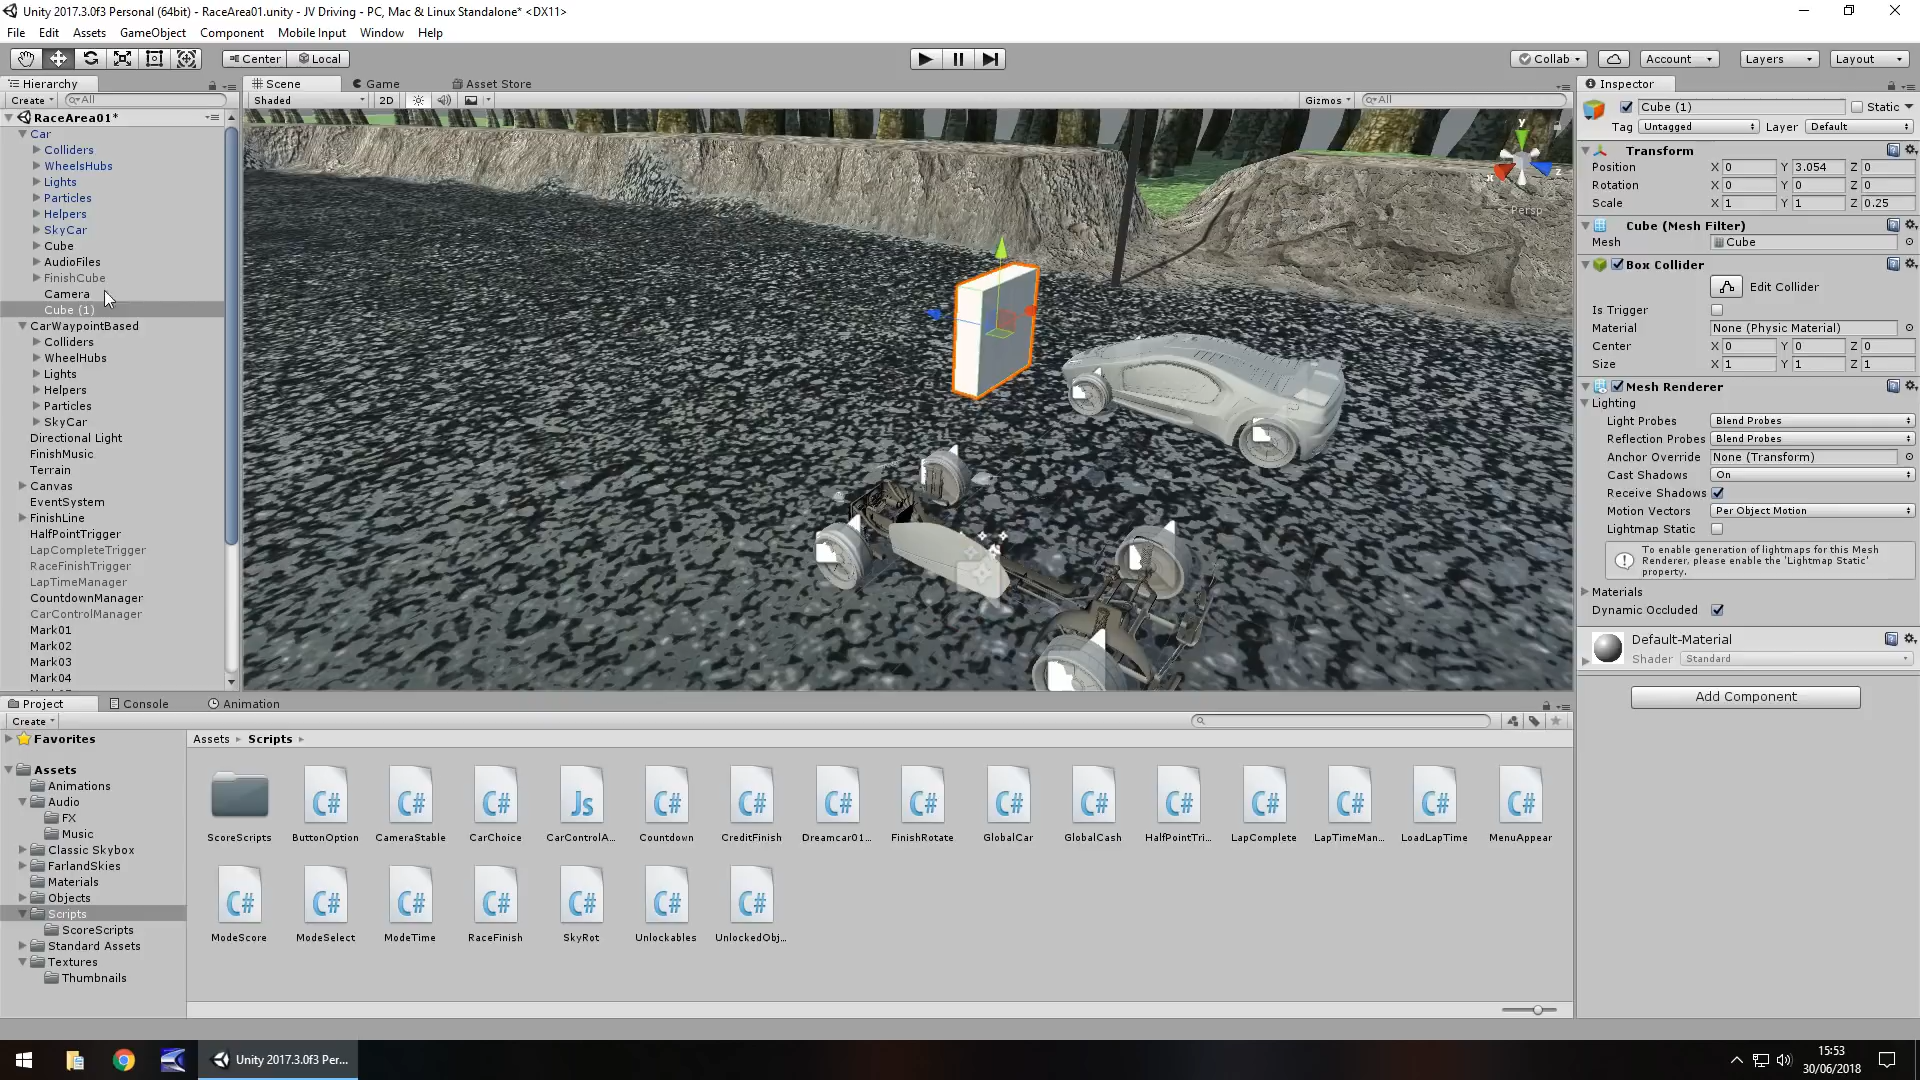 Unity 2017.3.0f3 Personal (64bit) - RaceArea01.unity - JV Driving - PC, Mac & Linux Standalone* <DX11>
File Edit Assets GameObject Component Mobile Input Window Help
Center Local Collab Account Layers Layout
Hierarchy Scene Game Asset Store Inspector
Create All Shaded 2D Gizmos All
RaceArea01*
Car
Colliders
WheelsHubs
Lights
Particles
Helpers
SkyCar
Cube
AudioFiles
FinishCube
Camera
Cube (1)
CarWaypointBased
Colliders
WheelHubs
Lights
Helpers
Particles
SkyCar
Directional Light
FinishMusic
Terrain
Canvas
EventSystem
FinishLine
HalfPointTrigger
LapCompleteTrigger
RaceFinishTrigger
LapTimeManager
CountdownManager
CarControlManager
Mark01
Mark02
Mark03
Mark04
y
x
z
Persp
Cube (1) Static
Tag Untagged Layer Default
Transform
Position X 0 Y 3.054 Z 0
Rotation X 0 Y 0 Z 0
Scale X 1 Y 1 Z 0.25
Cube (Mesh Filter)
Mesh Cube
Box Collider
Edit Collider
Is Trigger
Material None (Physic Material)
Center X 0 Y 0 Z 0
Size X 1 Y 1 Z 1
Mesh Renderer
Lighting
Light Probes Blend Probes
Reflection Probes Blend Probes
Anchor Override None (Transform)
Cast Shadows On
Receive Shadows
Motion Vectors Per Object Motion
Lightmap Static
To enable generation of lightmaps for this Mesh
Renderer, please enable the 'Lightmap Static'
property.
Materials
Dynamic Occluded
Default-Material
Shader Standard
Add Component
Project Console Animation
Create
Favorites
Assets
Animations
Audio
FX
Music
Classic Skybox
FarlandSkies
Materials
Objects
Scripts
ScoreScripts
Standard Assets
Textures
Thumbnails
Assets Scripts
C# C# C# Js C# C# C# C# C# C# C# C# C# C# C#
ScoreScripts ButtonOption CameraStable CarChoice CarControlA... Countdown CreditFinish Dreamcar01... FinishRotate GlobalCar GlobalCash HalfPointTri... LapComplete LapTimeMan... LoadLapTime MenuAppear
C# C# C# C# C# C# C#
ModeScore ModeSelect ModeTime RaceFinish SkyRot Unlockables UnlockedObj...
Unity 2017.3.0f3 Per...
15:53
30/06/2018